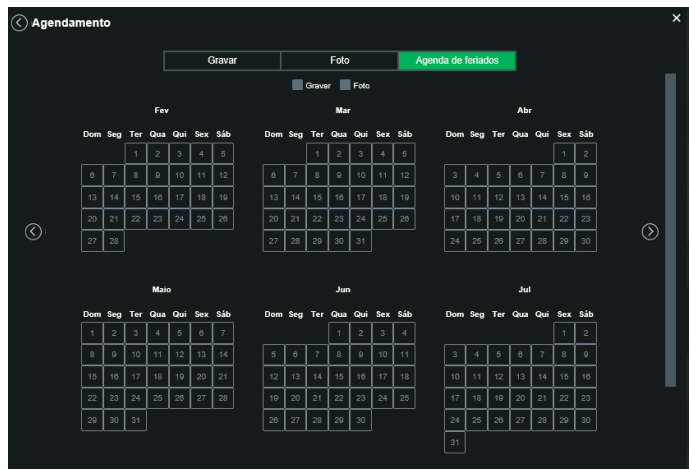 Agendamento
×
Gravar Foto Agenda de feriados
Gravar Foto
Fev
Dom Seg Ter Qua Qui Sex Sáb
1 2 3 4 5
6 7 8 9 10 11 12
13 14 15 16 17 18 19
20 21 22 23 24 25 26
27 28
Mar
Dom Seg Ter Qua Qui Sex Sáb
1 2 3 4 5
6 7 8 9 10 11 12
13 14 15 16 17 18 19
20 21 22 23 24 25 26
27 28 29 30 31
Abr
Dom Seg Ter Qua Qui Sex Sáb
1 2
3 4 5 6 7 8 9
10 11 12 13 14 15 16
17 18 19 20 21 22 23
24 25 26 27 28 29 30
Maio
Dom Seg Ter Qua Qui Sex Sáb
1 2 3 4 5 6 7
8 9 10 11 12 13 14
15 16 17 18 19 20 21
22 23 24 25 26 27 28
29 30 31
Jun
Dom Seg Ter Qua Qui Sex Sáb
1 2 3 4
5 6 7 8 9 10 11
12 13 14 15 16 17 18
19 20 21 22 23 24 25
26 27 28 29 30
Jul
Dom Seg Ter Qua Qui Sex Sáb
1 2
3 4 5 6 7 8 9
10 11 12 13 14 15 16
17 18 19 20 21 22 23
24 25 26 27 28 29 30
31